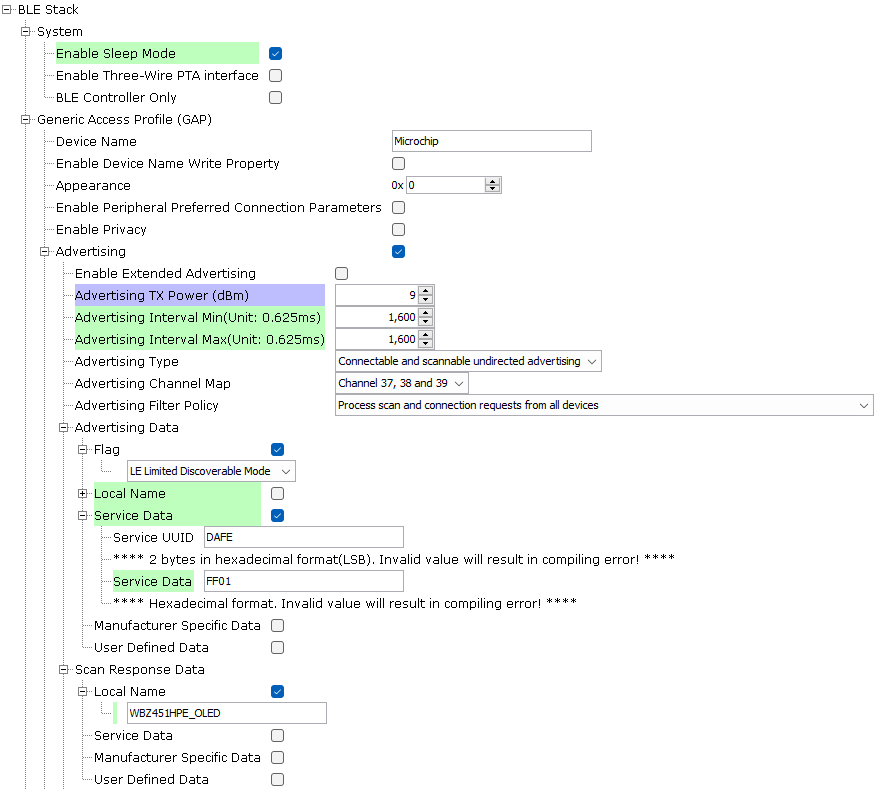 BLE Stack
System
Enable Sleep Mode
Enable Three-Wire PTA interface
BLE Controller Only
Generic Access Profile (GAP)
Device Name Microchip
Enable Device Name Write Property
Appearance 0x 0
Enable Peripheral Preferred Connection Parameters
Enable Privacy
Advertising
Enable Extended Advertising
Advertising TX Power (dBm) 9
Advertising Interval Min(Unit: 0.625ms) 1,600
Advertising Interval Max(Unit: 0.625ms) 1,600
Advertising Type Connectable and scannable undirected advertising
Advertising Channel Map Channel 37, 38 and 39
Advertising Filter Policy Process scan and connection requests from all devices
Advertising Data
Flag
LE Limited Discoverable Mode
Local Name
Service Data
Service UUID DAFE
**** 2 bytes in hexadecimal format(LSB). Invalid value will result in compiling error! ****
Service Data FF01
**** Hexadecimal format. Invalid value will result in compiling error! ****
Manufacturer Specific Data
User Defined Data
Scan Response Data
Local Name
WBZ451HPE_OLED
Service Data
Manufacturer Specific Data
User Defined Data